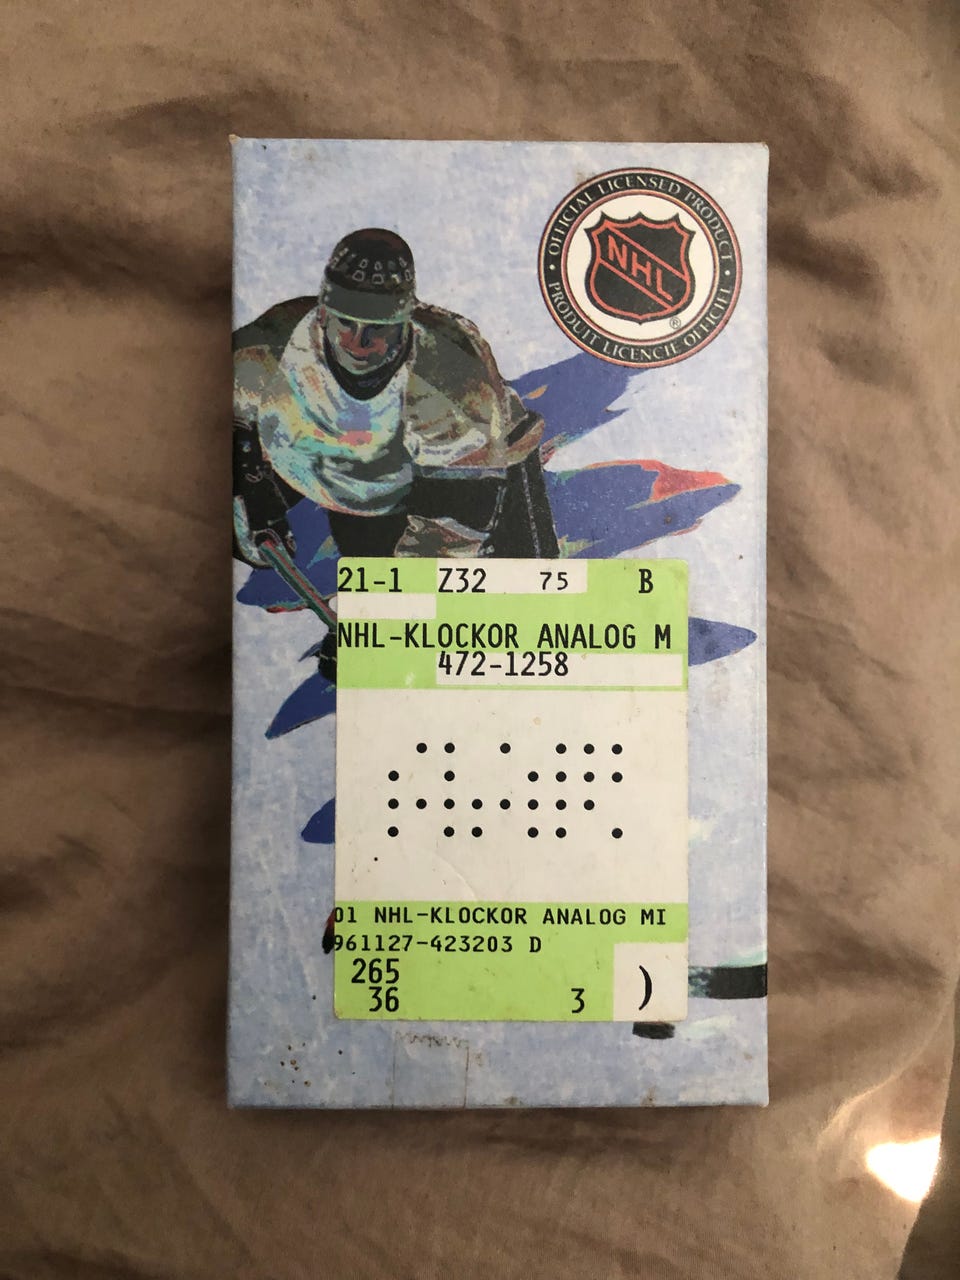 OFFICIAL LICENSED PRODUCT
NHL
®
PRODUIT LICENCIE OFFICIEL
21-1 Z32 75 B
NHL-KLOCKOR ANALOG M
472-1258
01 NHL-KLOCKOR ANALOG MI
961127-423203 D
265
36 3 )